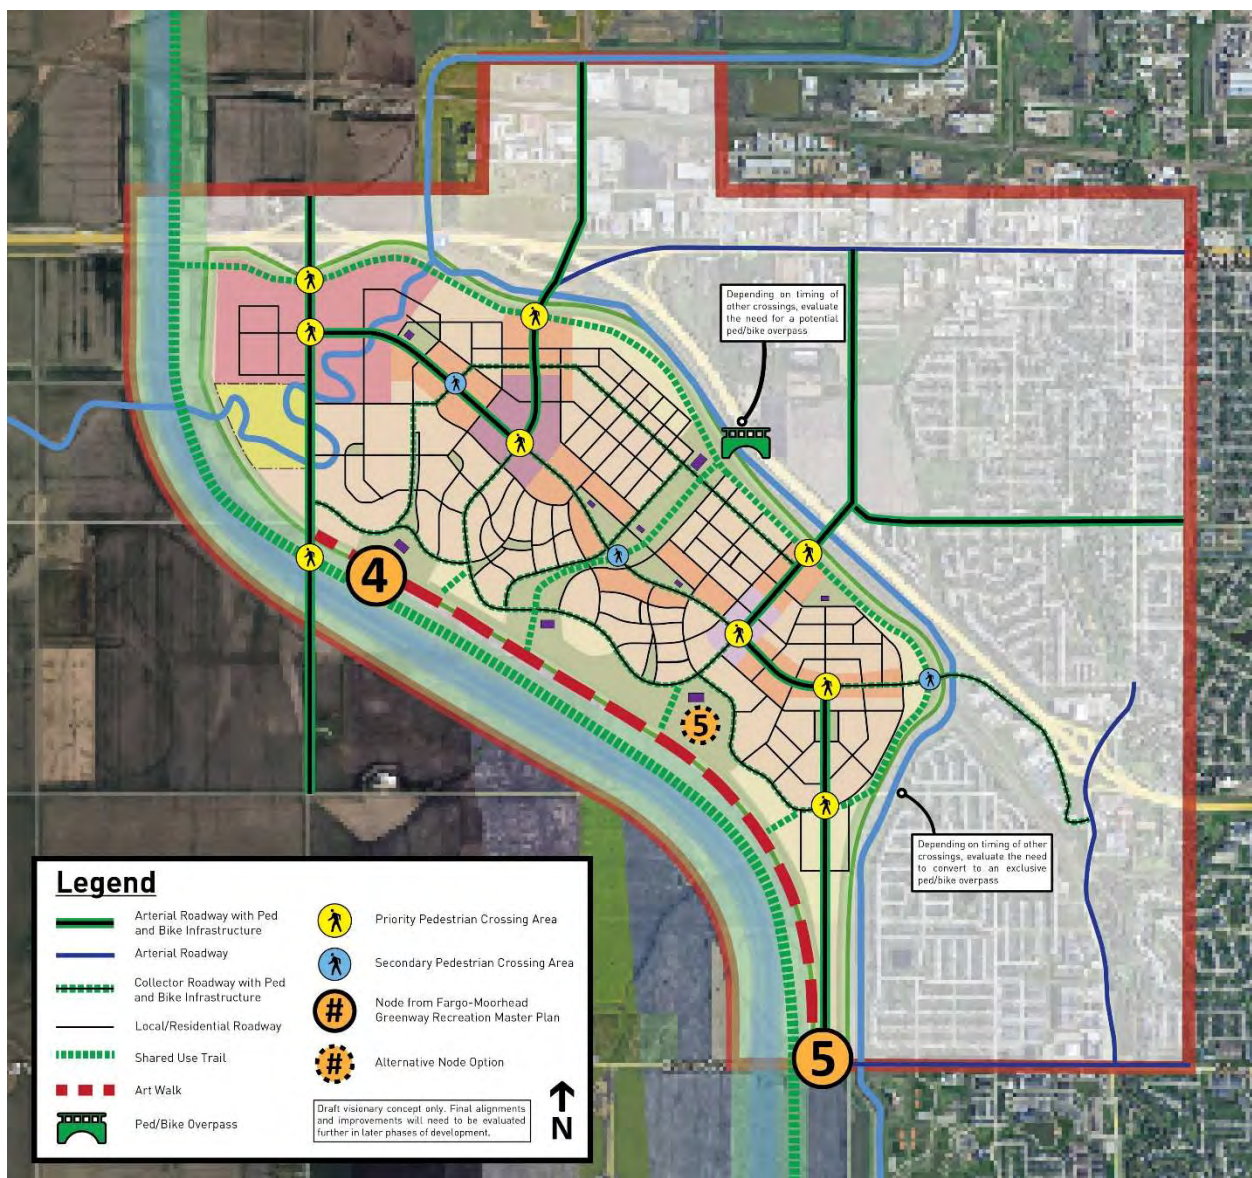 Depending on timing of
other crossings, evaluate
the need for a potential
ped/bike overpass
4
5
Depending on timing of other
crossings, evaluate the need
to convert to an exclusive
ped/bike overpass
5
Legend
Arterial Roadway with Ped
and Bike Infrastructure
Arterial Roadway
Collector Roadway with Ped
and Bike Infrastructure
Local/Residential Roadway
Shared Use Trail
Art Walk
Ped/Bike Overpass
Priority Pedestrian Crossing Area
Secondary Pedestrian Crossing Area
#
Node from Fargo-Moorhead
Greenway Recreation Master Plan
#
Alternative Node Option
Draft visionary concept only. Final alignments
and improvements will need to be evaluated
further in later phases of development.
N